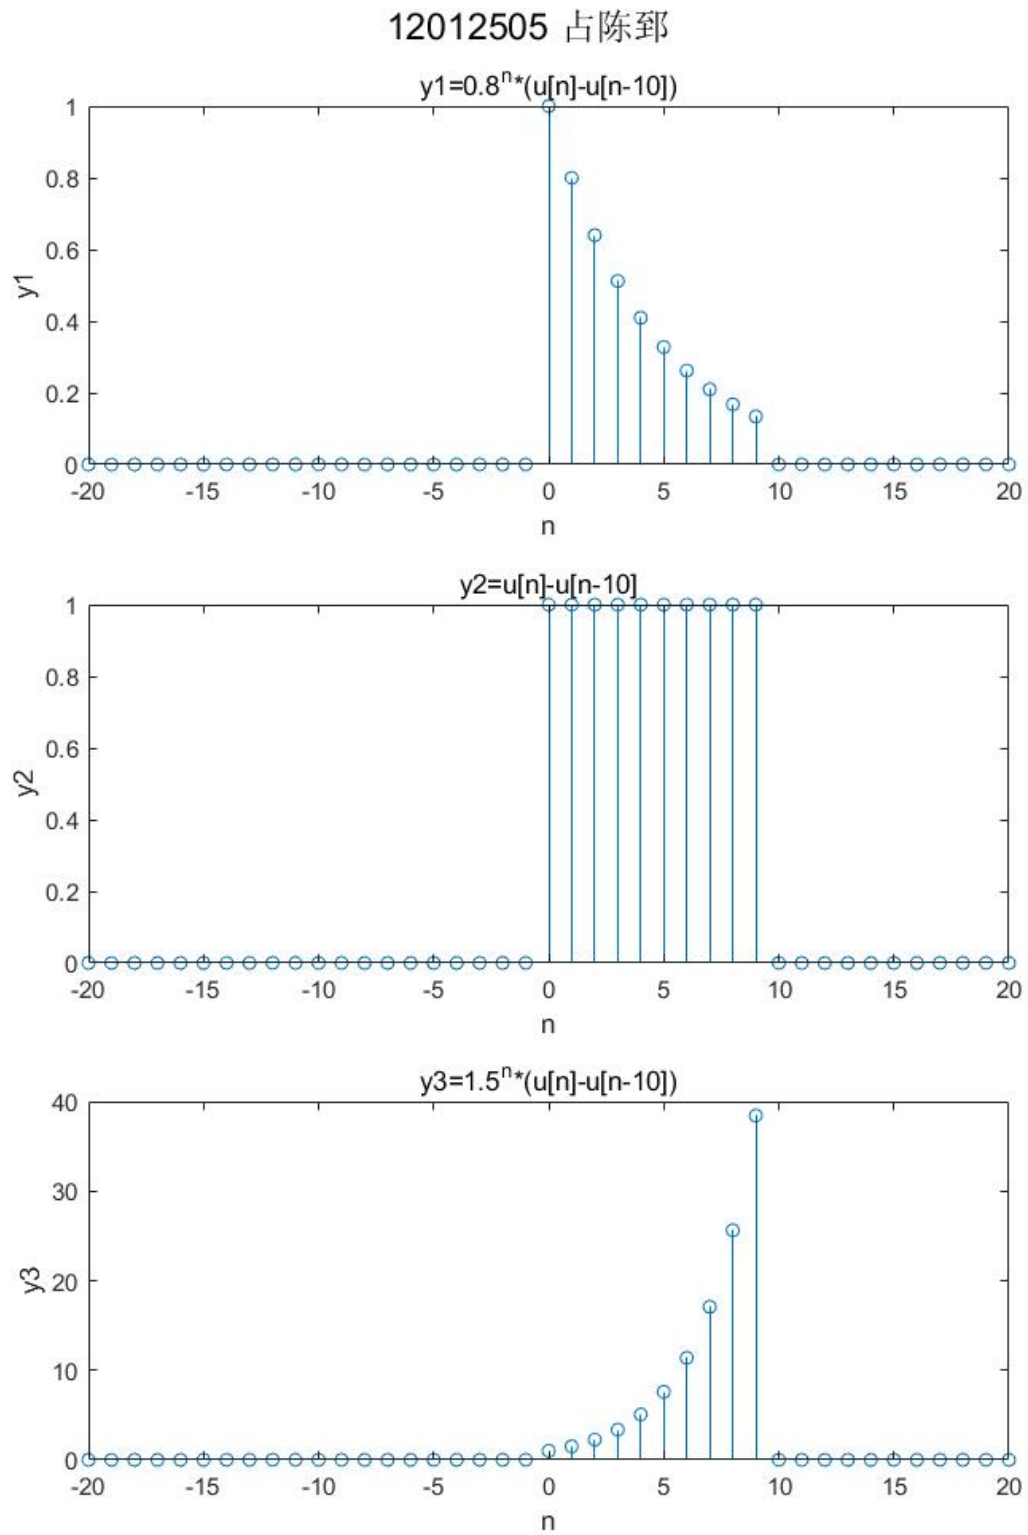 12012505 占陈郅
y1=0.8^n*(u[n]-u[n-10])
1
0.8
0.6
0.4
0.2
0
y1
-20 -15 -10 -5 0 5 10 15 20
n
y2=u[n]-u[n-10]
1
0.8
0.6
0.4
0.2
0
y2
-20 -15 -10 -5 0 5 10 15 20
n
y3=1.5^n*(u[n]-u[n-10])
40
30
20
10
0
y3
-20 -15 -10 -5 0 5 10 15 20
n